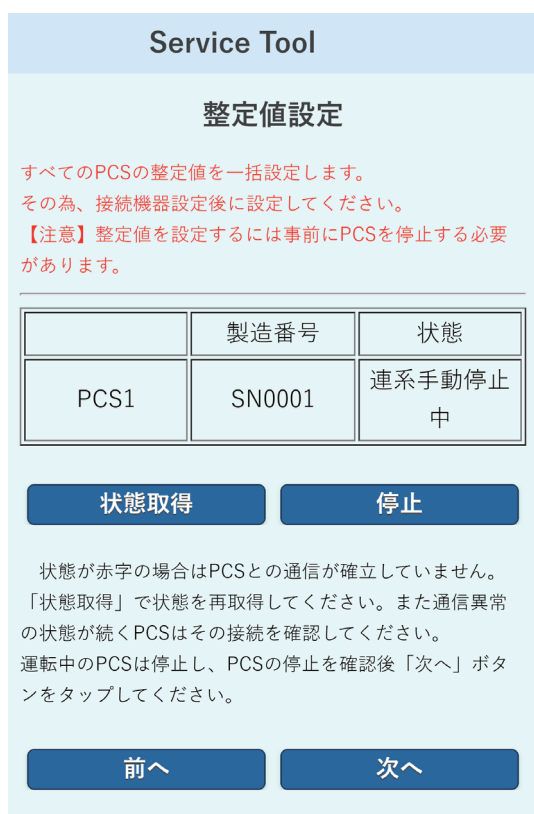 Service Tool
整定値設定
すべてのPCSの整定値を一括設定します。
その為、接続機器設定後に設定してください。
【注意】整定値を設定するには事前にPCSを停止する必要
があります。
製造番号 状態
PCS1 SN0001 連系手動停止
中
状態取得 停止
状態が赤字の場合はPCSとの通信が確立していません。
「状態取得」で状態を再取得してください。また通信異常
の状態が続くPCSはその接続を確認してください。
運転中のPCSは停止し、PCSの停止を確認後「次へ」ボタ
ンをタップしてください。
前へ 次へ